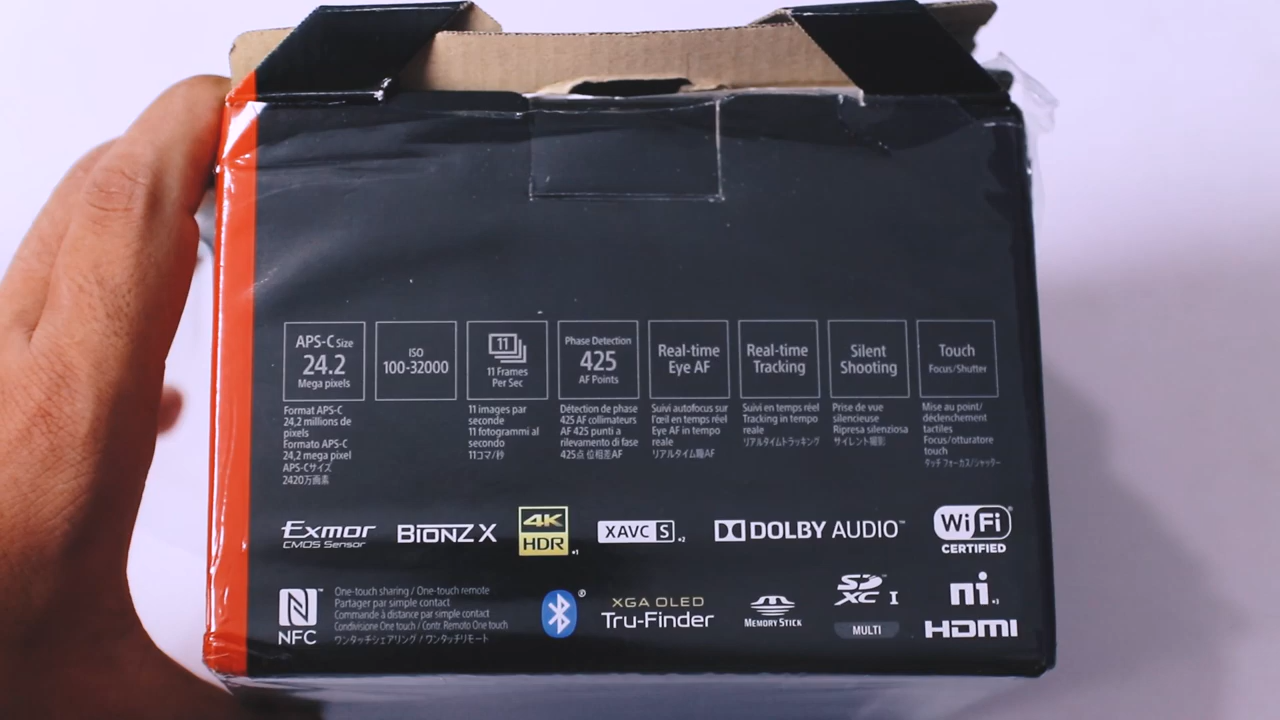 APS-C Size
24.2
Mega pixels
ISO
100-32000
11
11 Frames
Per Sec
Phase Detection
425
AF Points
Real-time
Eye AF
Real-time
Tracking
Silent
Shooting
Touch
Focus/Shutter
Format APS-C
24,2 millions de
pixels
Formato APS-C
24,2 mega pixel
APS-Cサイズ
2420万画素
11 images par
seconde
11 fotogrammi al
secondo
11コマ/秒
Détection de phase
425 AF collimateurs
AF 425 punti a
rilevamento di fase
425点 位相差AF
Suivi autofocus sur
l'œil en temps réel
Eye AF in tempo
reale
リアルタイム瞳AF
Suivi en temps réel
Tracking in tempo
reale
リアルタイムトラッキング
Prise de vue
silencieuse
Ripresa silenziosa
サイレント撮影
Mise au point/
déclenchement
tactiles
Focus/otturatore
touch
タッチフォーカス/シャッター
Exmor
CMOS Sensor
BIONZ X
4K
HDR *1
XAVC S *2
DOLBY AUDIO™
Wi Fi ®
CERTIFIED
N ™
NFC
One-touch sharing / One-touch remote
Partager par simple contact
Commande à distance par simple contact
Condivisione One touch / Contr. Remoto One touch
ワンタッチシェアリング / ワンタッチリモート
®
XGA OLED
Tru-Finder
MEMORY STICK
SD XC I
MULTI
ni *3
HDMI